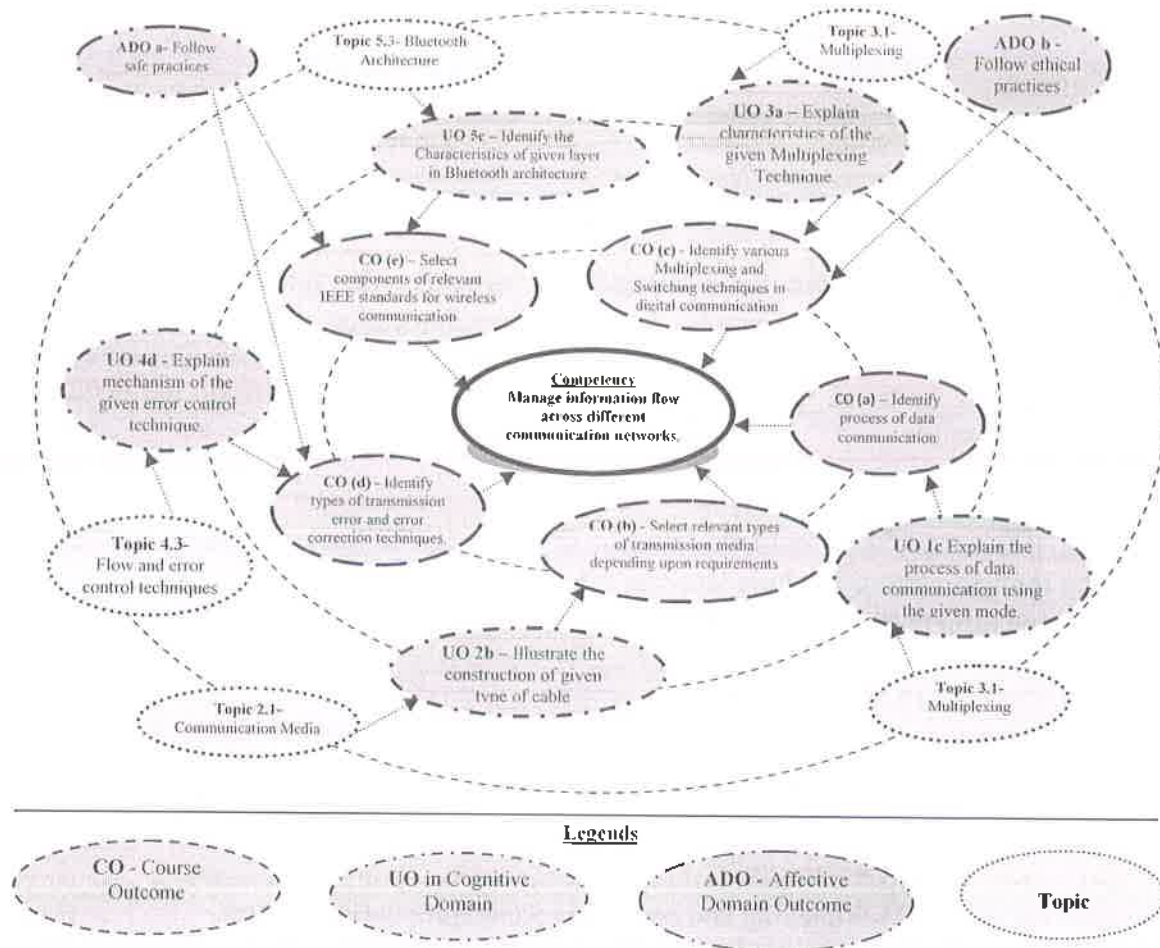 ADO a- Follow
safe practices
Topic 5.3- Bluetooth
Architecture
Topic 3.1-
Multiplexing
ADO b -
Follow ethical
practices
UO 5c – Identify the
Characteristics of given layer
in Bluetooth architecture
UO 3a – Explain
characteristics of the
given Multiplexing
Technique.
CO (e) – Select
components of relevant
IEEE standards for wireless
communication
CO (c) - Identify various
Multiplexing and
Switching techniques in
digital communication
UO 4d - Explain
mechanism of the
given error control
technique.
Competency
Manage information flow
across different
communication networks.
CO (a) – Identify
process of data
communication
CO (d) - Identify
types of transmission
error and error
correction techniques.
CO (b) - Select relevant types
of transmission media
depending upon requirements
UO 1c Explain the
process of data
communication using
the given mode.
Topic 4.3-
Flow and error
control techniques
UO 2b – Illustrate the
construction of given
type of cable
Topic 2.1-
Communication Media
Topic 3.1-
Multiplexing
Legends
CO - Course
Outcome
UO in Cognitive
Domain
ADO - Affective
Domain Outcome
Topic